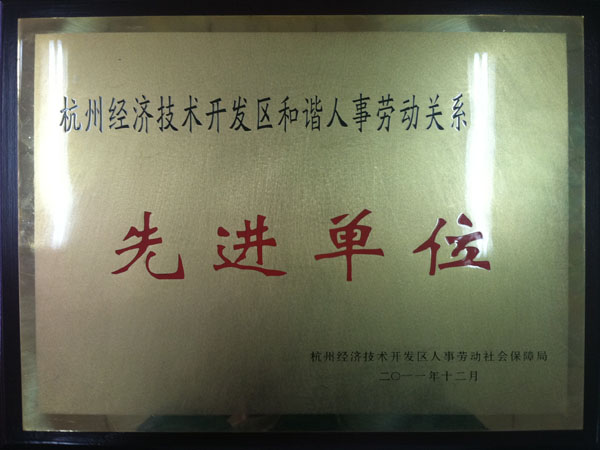 杭州经济技术开发区和谐人事劳动关系
先进单位
杭州经济技术开发区人事劳动社会保障局
二〇一一年十二月